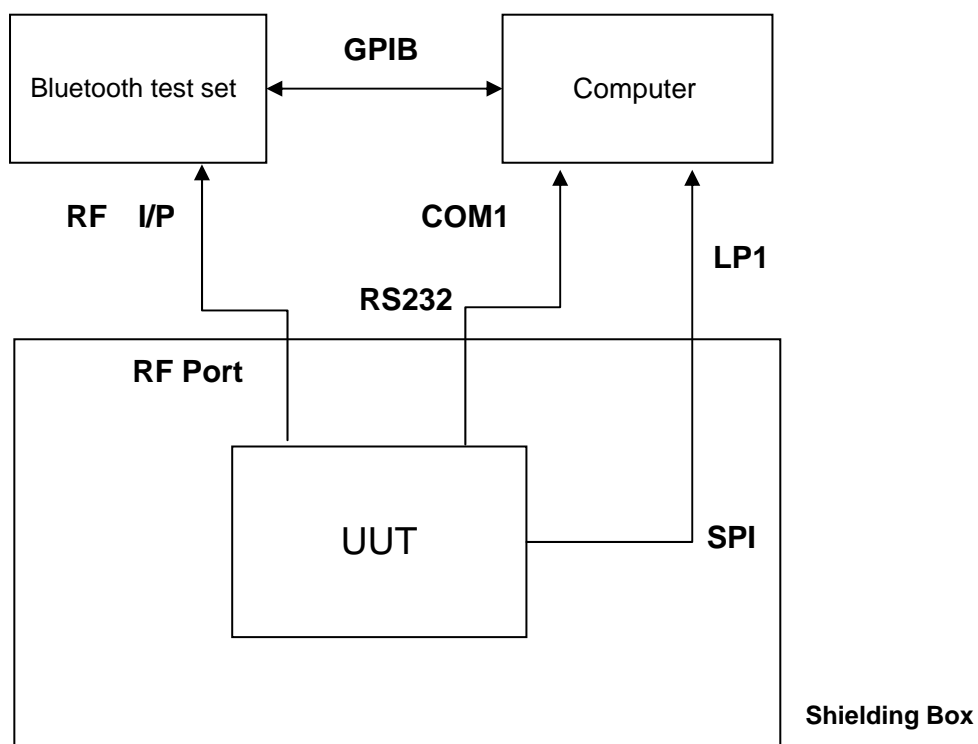 GPIB
Bluetooth test set
Computer
RF I/P
COM1
LP1
RS232
RF Port
UUT
SPI
Shielding Box